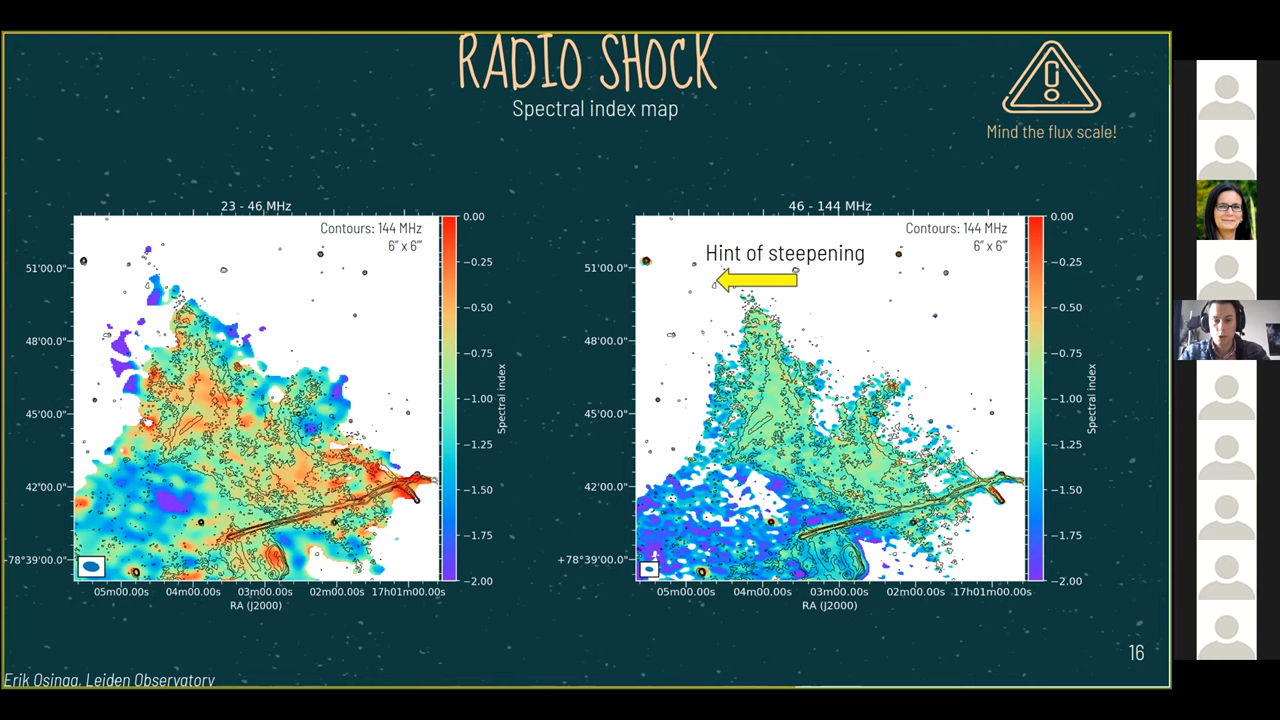 RADIO SHOCK
Spectral index map
Mind the flux scale!
23 - 46 MHz
Contours: 144 MHz
6” x 6”
0.00
−0.25
−0.50
−0.75
−1.00
−1.25
−1.50
−1.75
−2.00
Spectral index
51'00.0"
48'00.0"
45'00.0"
42'00.0"
+78°39'00.0"
05m00.00s
04m00.00s
03m00.00s
02m00.00s
17h01m00.00s
RA (J2000)
46 - 144 MHz
Contours: 144 MHz
6” x 6”
Hint of steepening
0.00
−0.25
−0.50
−0.75
−1.00
−1.25
−1.50
−1.75
−2.00
Spectral index
51'00.0"
48'00.0"
45'00.0"
42'00.0"
+78°39'00.0"
05m00.00s
04m00.00s
03m00.00s
02m00.00s
17h01m00.00s
RA (J2000)
16
Erik Osinga, Leiden Observatory